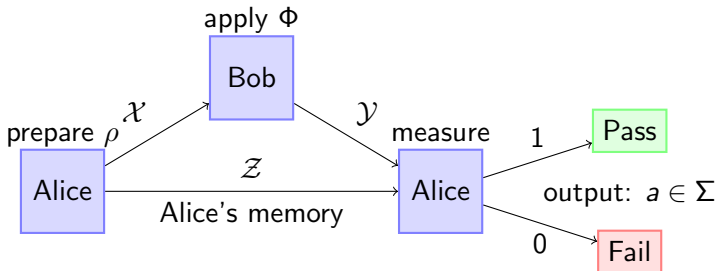 apply Φ
Bob
prepare ρ
𝒳
𝒴
measure
1
Pass
Alice
𝒵
Alice
output: a ∈ Σ
Alice's memory
0
Fail